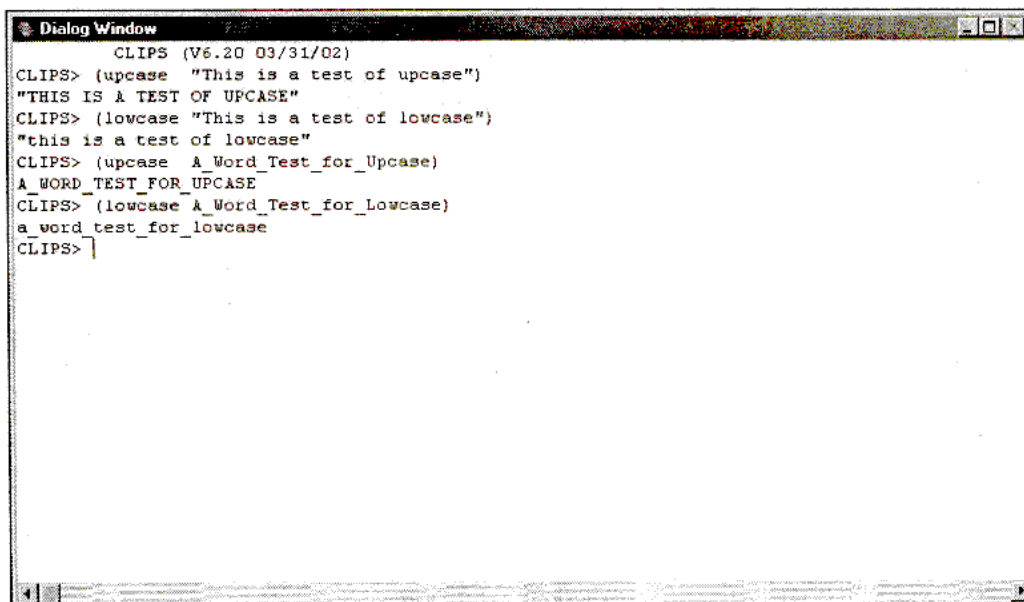 Dialog Window
CLIPS (V6.20 03/31/02)
CLIPS> (upcase "This is a test of upcase")
"THIS IS A TEST OF UPCASE"
CLIPS> (lowcase "This is a test of lowcase")
"this is a test of lowcase"
CLIPS> (upcase A_Word_Test_for_Upcase)
A_WORD_TEST_FOR_UPCASE
CLIPS> (lowcase A_Word_Test_for_Lowcase)
a_word_test_for_lowcase
CLIPS>